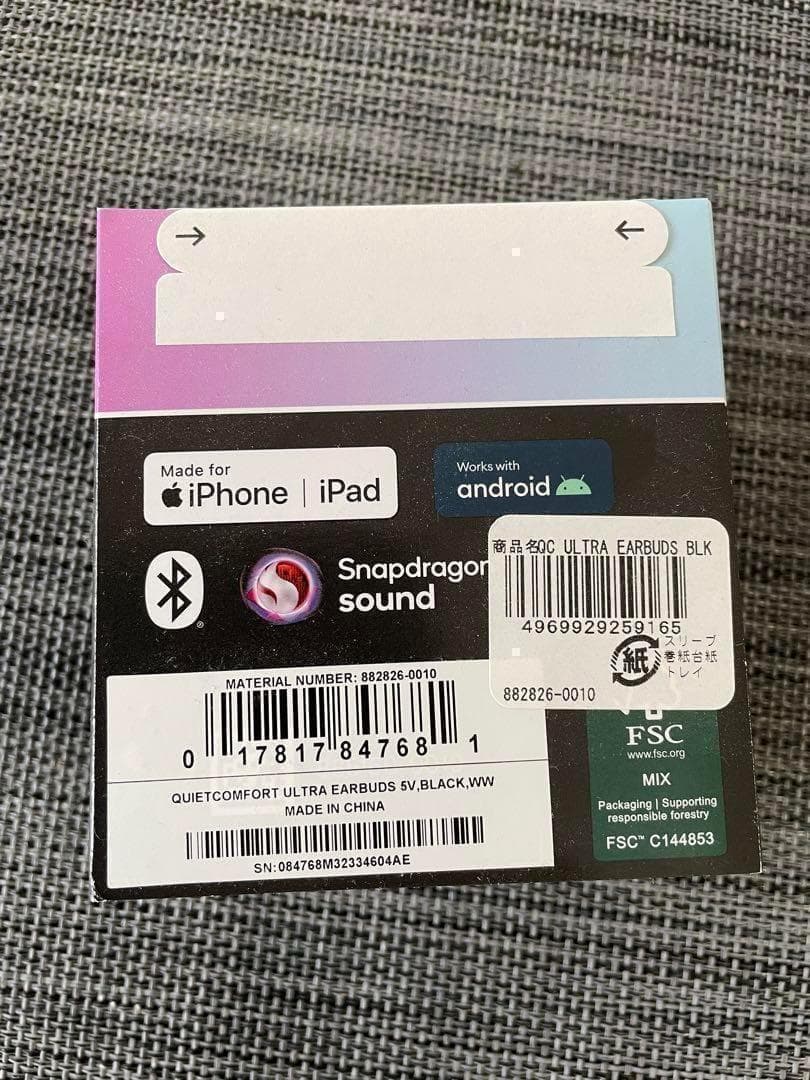 → ←
Made for
iPhone | iPad
Works with
android
Snapdragon
sound
商品名QC ULTRA EARBUDS BLK
4969929259165
紙
スリーブ
巻紙台紙
トレイ
882826-0010
MATERIAL NUMBER: 882826-0010
0 17817 84768 1
QUIETCOMFORT ULTRA EARBUDS 5V,BLACK,WW
MADE IN CHINA
SN:084768M32334604AE
FSC
www.fsc.org
MIX
Packaging | Supporting
responsible forestry
FSC™ C144853